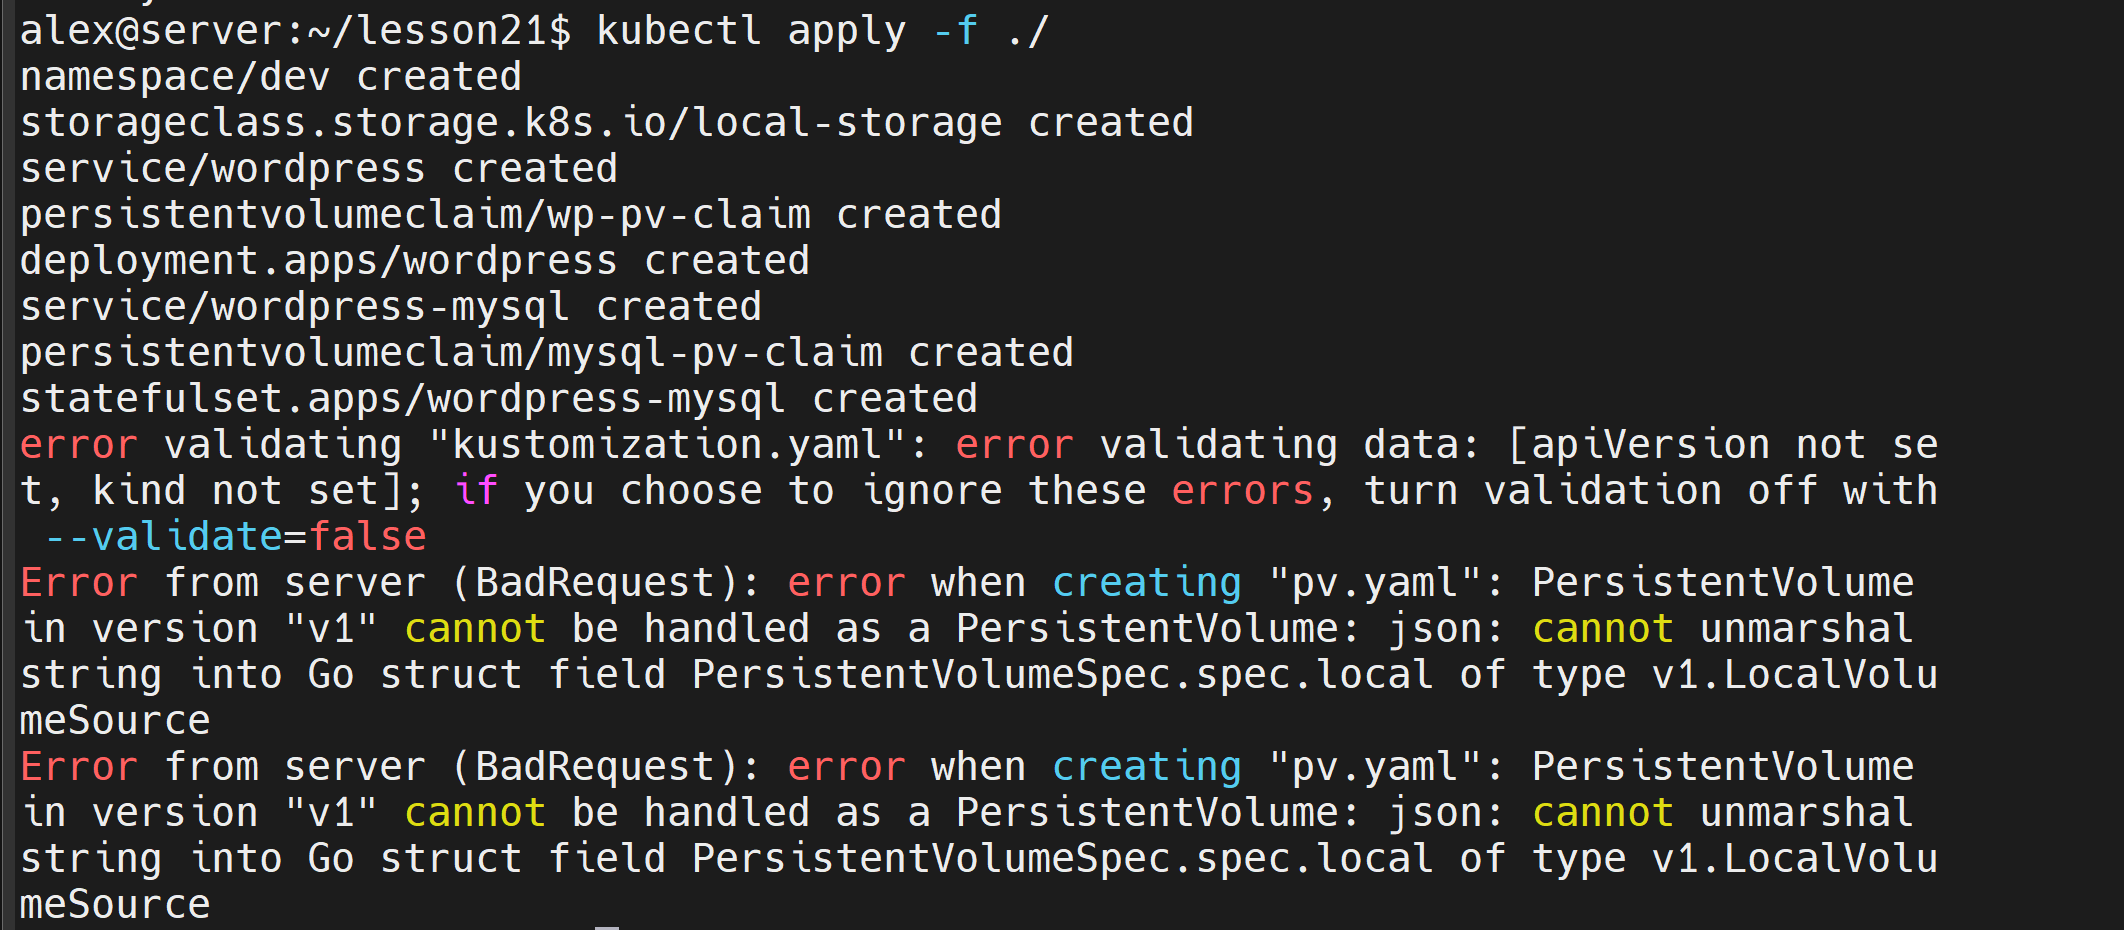 alex@server:~/lesson21$ kubectl apply -f ./
namespace/dev created
storageclass.storage.k8s.io/local-storage created
service/wordpress created
persistentvolumeclaim/wp-pv-claim created
deployment.apps/wordpress created
service/wordpress-mysql created
persistentvolumeclaim/mysql-pv-claim created
statefulset.apps/wordpress-mysql created
error validating "kustomization.yaml": error validating data: [apiVersion not se
t, kind not set]; if you choose to ignore these errors, turn validation off with
 --validate=false
Error from server (BadRequest): error when creating "pv.yaml": PersistentVolume
in version "v1" cannot be handled as a PersistentVolume: json: cannot unmarshal
string into Go struct field PersistentVolumeSpec.spec.local of type v1.LocalVolu
meSource
Error from server (BadRequest): error when creating "pv.yaml": PersistentVolume
in version "v1" cannot be handled as a PersistentVolume: json: cannot unmarshal
string into Go struct field PersistentVolumeSpec.spec.local of type v1.LocalVolu
meSource